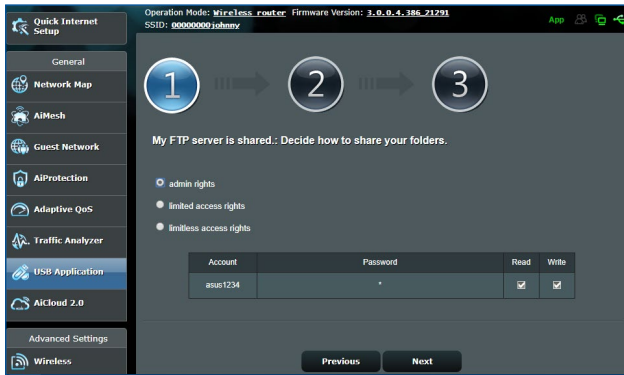 Quick Internet
Setup
Operation Mode: Wireless router Firmware Version: 3.0.0.4.386_21291
SSID: 00000000johnny
App
General
Network Map
AiMesh
Guest Network
AiProtection
Adaptive QoS
Traffic Analyzer
USB Application
AiCloud 2.0
Advanced Settings
Wireless
1
2
3
My FTP server is shared.: Decide how to share your folders.
admin rights
limited access rights
limitless access rights
Account Password Read Write
asus1234 *
Previous Next